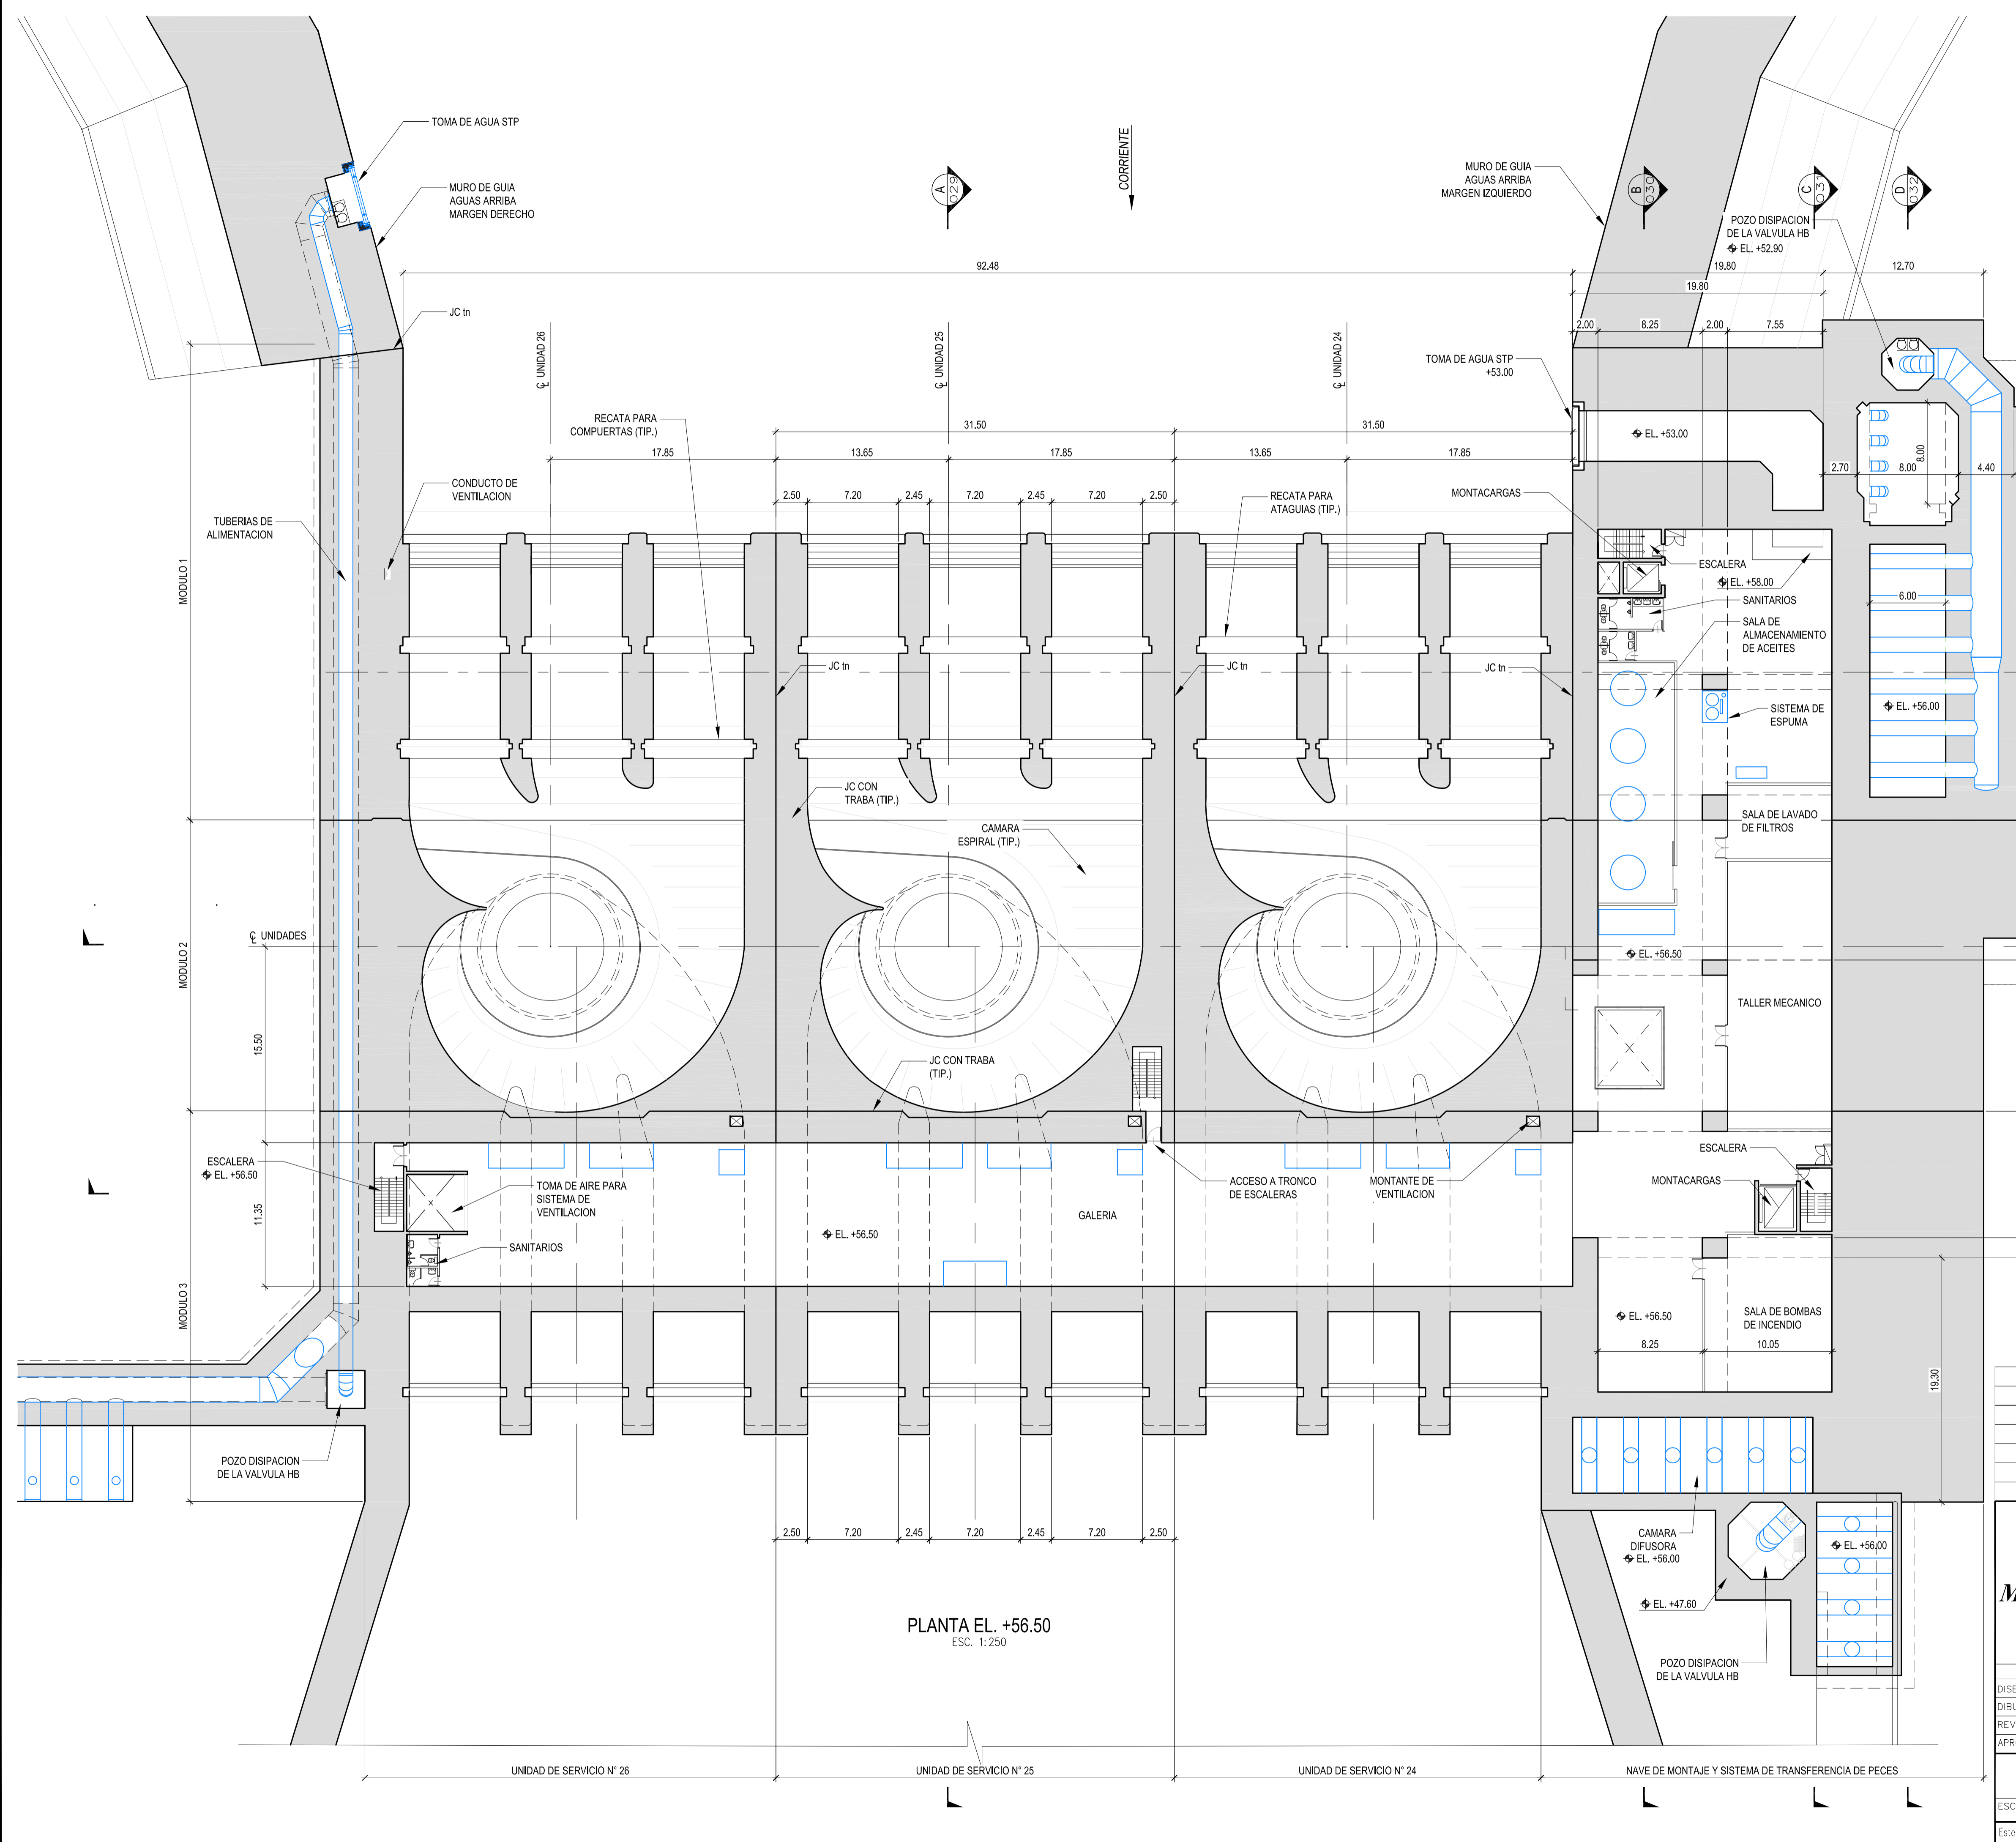 TOMA DE AGUA STP
MURO DE GUIA
AGUAS ARRIBA
MARGEN DERECHO
A
029
CORRIENTE
MURO DE GUIA
AGUAS ARRIBA
MARGEN IZQUIERDO
B
030
C
031
D
032
POZO DISIPACION
DE LA VALVULA HB
EL. +52.90
92.48
19.80
12.70
19.80
JC tn
2.00
8.25
2.00
7.55
℄ UNIDAD 26
℄ UNIDAD 25
℄ UNIDAD 24
TOMA DE AGUA STP
+53.00
RECATA PARA
COMPUERTAS (TIP.)
31.50
31.50
EL. +53.00
17.85
13.65
17.85
13.65
17.85
8.00
2.70
8.00
4.40
CONDUCTO DE
VENTILACION
2.50
7.20
2.45
7.20
2.45
7.20
2.50
RECATA PARA
ATAGUIAS (TIP.)
MONTACARGAS
TUBERIAS DE
ALIMENTACION
MODULO 1
ESCALERA
EL. +58.00
SANITARIOS
6.00
SALA DE
ALMACENAMIENTO
DE ACEITES
JC tn
JC tn
JC tn
SISTEMA DE
ESPUMA
EL. +56.00
JC CON
TRABA (TIP.)
CAMARA
ESPIRAL (TIP.)
SALA DE LAVADO
DE FILTROS
℄ UNIDADES
MODULO 2
EL. +56.50
TALLER MECANICO
15.50
JC CON TRABA
(TIP.)
ESCALERA
EL. +56.50
11.35
TOMA DE AIRE PARA
SISTEMA DE
VENTILACION
SANITARIOS
EL. +56.50
GALERIA
ACCESO A TRONCO
DE ESCALERAS
MONTANTE DE
VENTILACION
ESCALERA
MONTACARGAS
MODULO 3
EL. +56.50
SALA DE BOMBAS
DE INCENDIO
8.25
10.05
19.30
POZO DISIPACION
DE LA VALVULA HB
2.50
7.20
2.45
7.20
2.45
7.20
2.50
CAMARA
DIFUSORA
EL. +56.00
EL. +56.00
EL. +47.60
POZO DISIPACION
DE LA VALVULA HB
PLANTA EL. +56.50
ESC. 1:250
M
DISE
DIBU
REV
APR
UNIDAD DE SERVICIO N° 26
UNIDAD DE SERVICIO N° 25
UNIDAD DE SERVICIO N° 24
NAVE DE MONTAJE Y SISTEMA DE TRANSFERENCIA DE PECES
ESC
Este